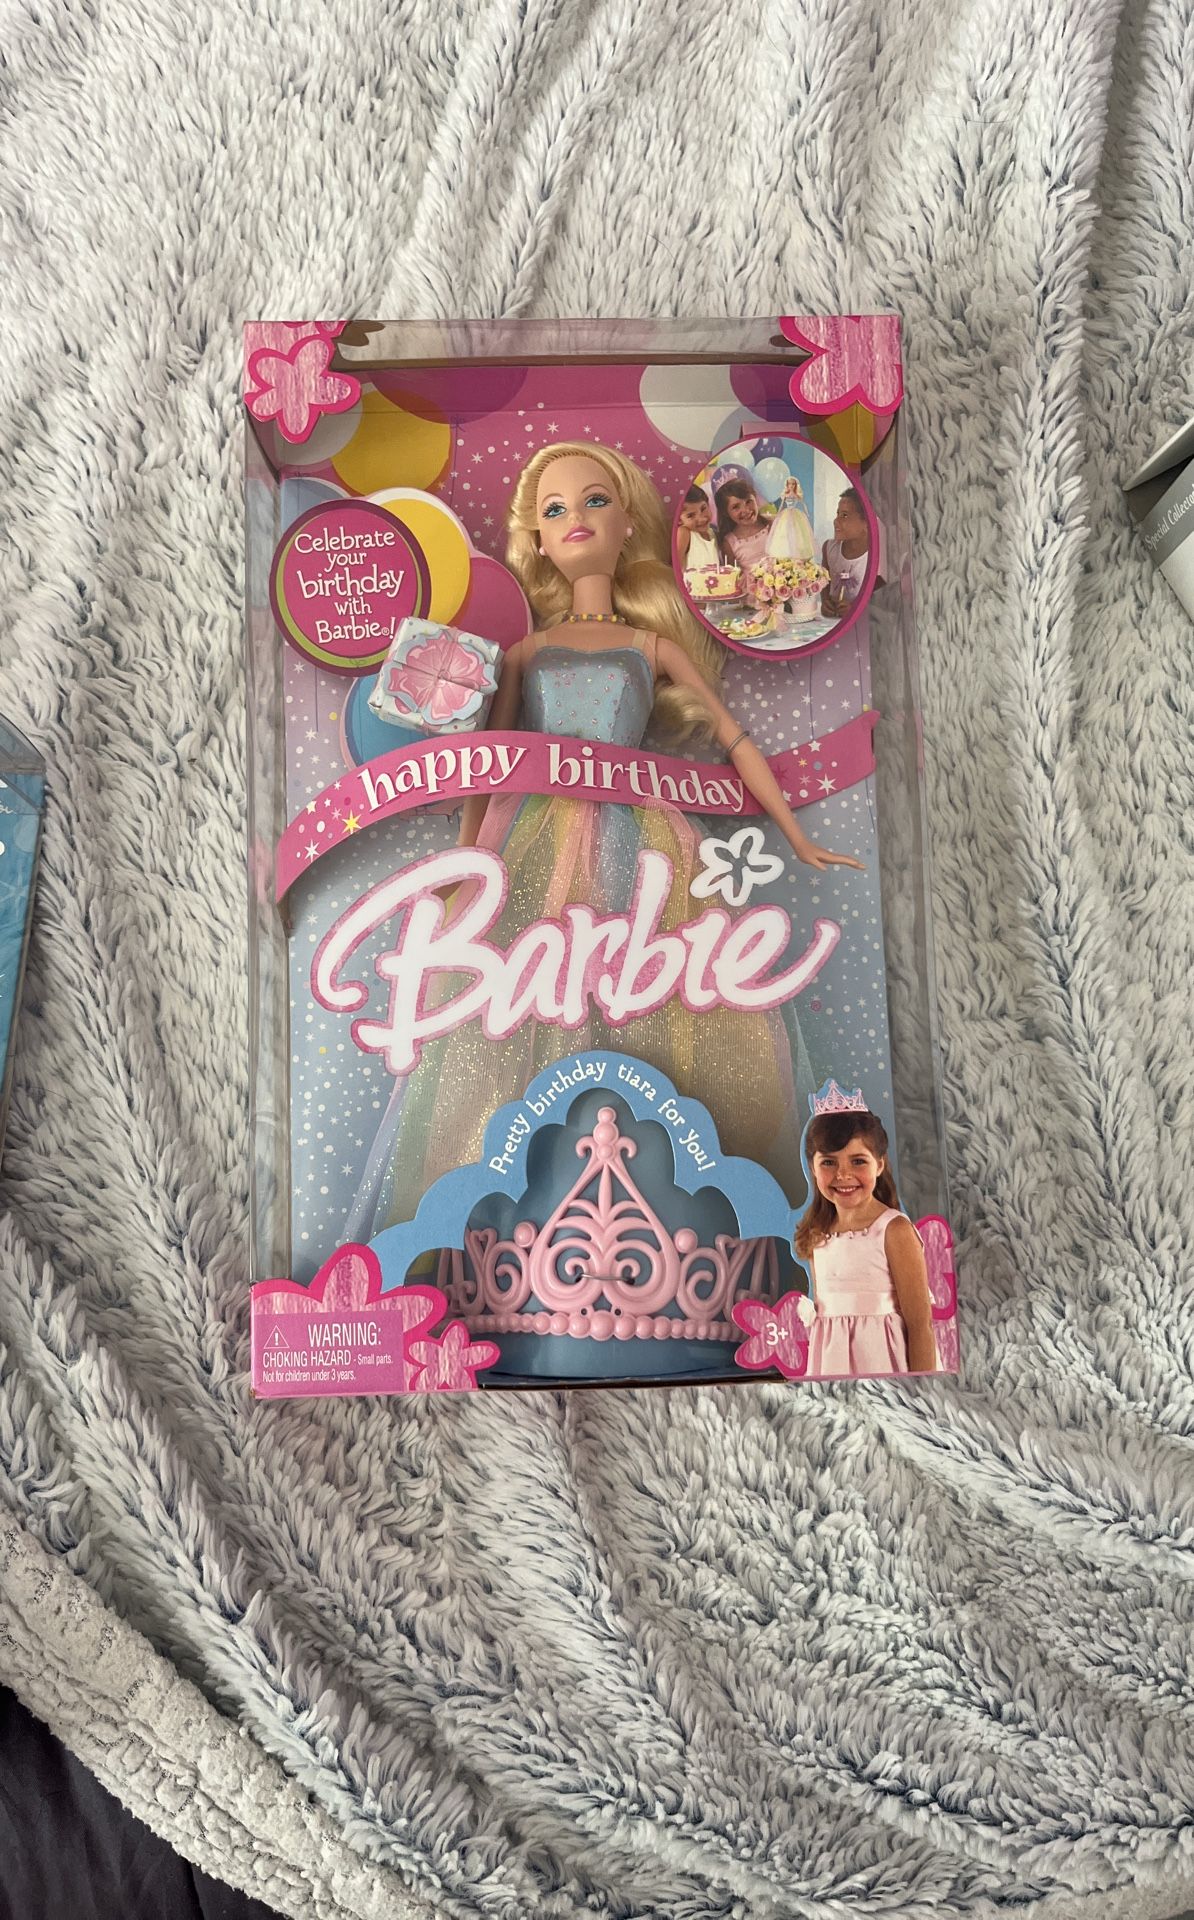 Celebrate
your
birthday
with
Barbie®!
happy birthday
Barbie
Pretty birthday tiara for you!
WARNING:
CHOKING HAZARD - Small parts.
Not for children under 3 years.
3+
Special